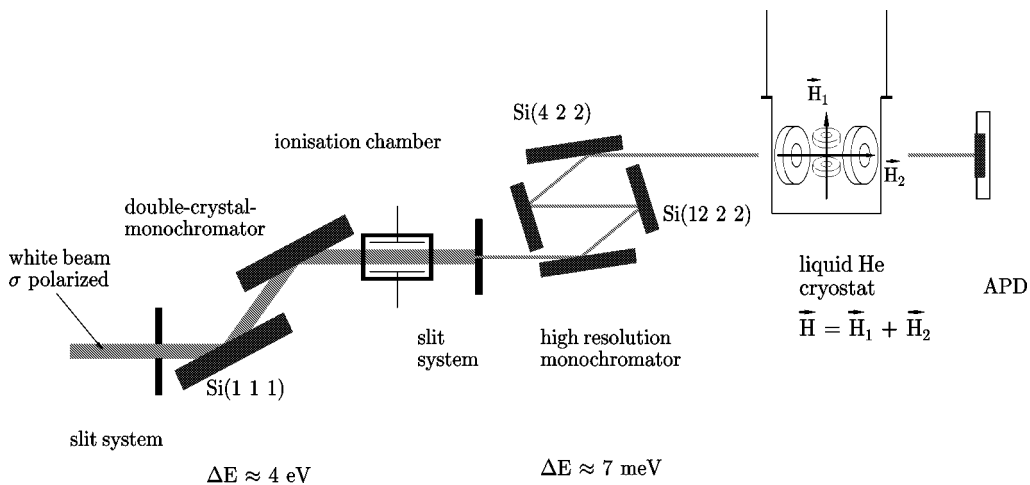 white beam
σ polarized
slit system
double-crystal-
monochromator
Si(1 1 1)
ΔE ≈ 4 eV
ionisation chamber
slit
system
Si(4 2 2)
Si(12 2 2)
high resolution
monochromator
ΔE ≈ 7 meV
H⃗₁
H⃗₂
liquid He
cryostat
H⃗ = H⃗₁ + H⃗₂
APD